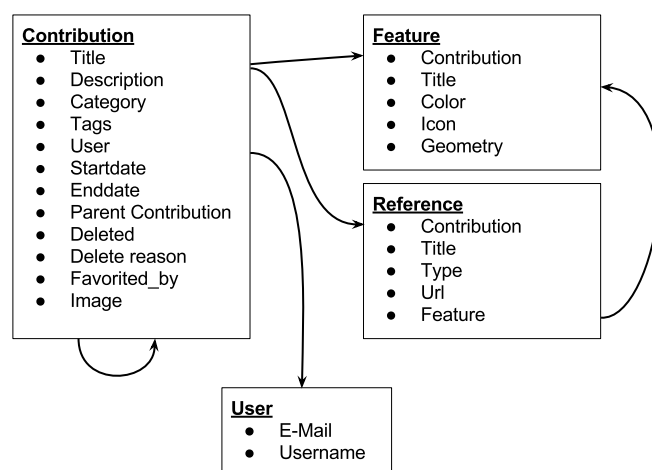 Contribution
● Title
● Description
● Category
● Tags
● User
● Startdate
● Enddate
● Parent Contribution
● Deleted
● Delete reason
● Favorited_by
● Image
Feature
● Contribution
● Title
● Color
● Icon
● Geometry
Reference
● Contribution
● Title
● Type
● Url
● Feature
User
● E-Mail
● Username